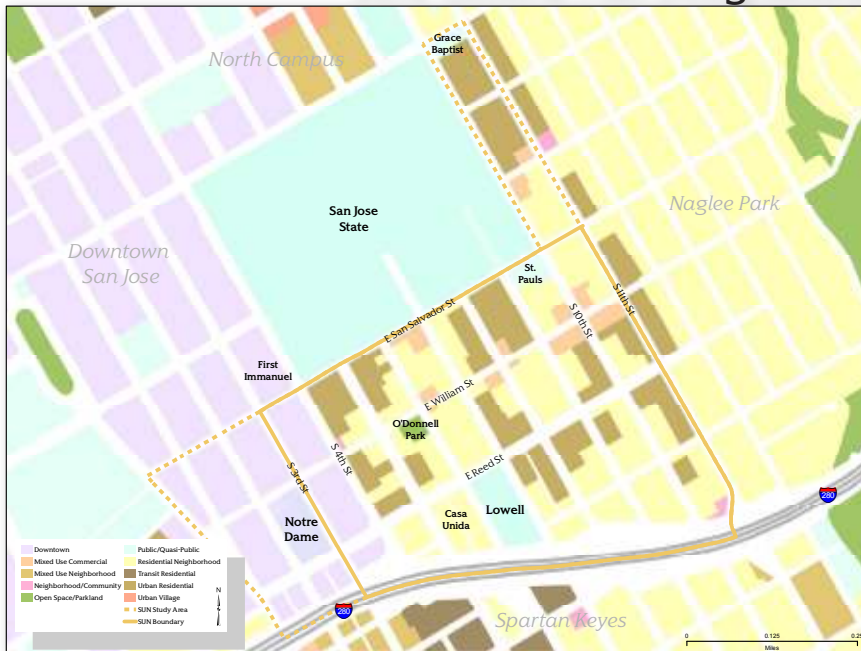 g
Grace
Baptist
North Campus
San Jose
State
Naglee Park
Downtown
San Jose
St.
Pauls
S 11th St
S 10th St
E San Salvador St
First
Immanuel
E William St
O'Donnell
Park
S 4th St
S 3rd St
E Reed St
Casa
Unida
Lowell
Notre
Dame
280
280
Spartan Keyes
Downtown
Mixed Use Commercial
Mixed Use Neighborhood
Neighborhood/Community
Open Space/Parkland
Public/Quasi-Public
Residential Neighborhood
Transit Residential
Urban Residential
Urban Village
SUN Study Area
SUN Boundary
N
0 0.125 0.25
Miles